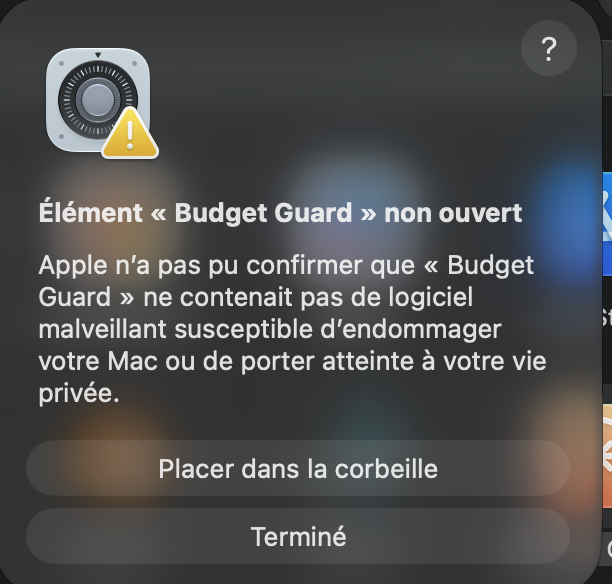 ?
Élément « Budget Guard » non ouvert
Apple n’a pas pu confirmer que « Budget
Guard » ne contenait pas de logiciel
malveillant susceptible d’endommager
votre Mac ou de porter atteinte à votre vie
privée.
Placer dans la corbeille
Terminé